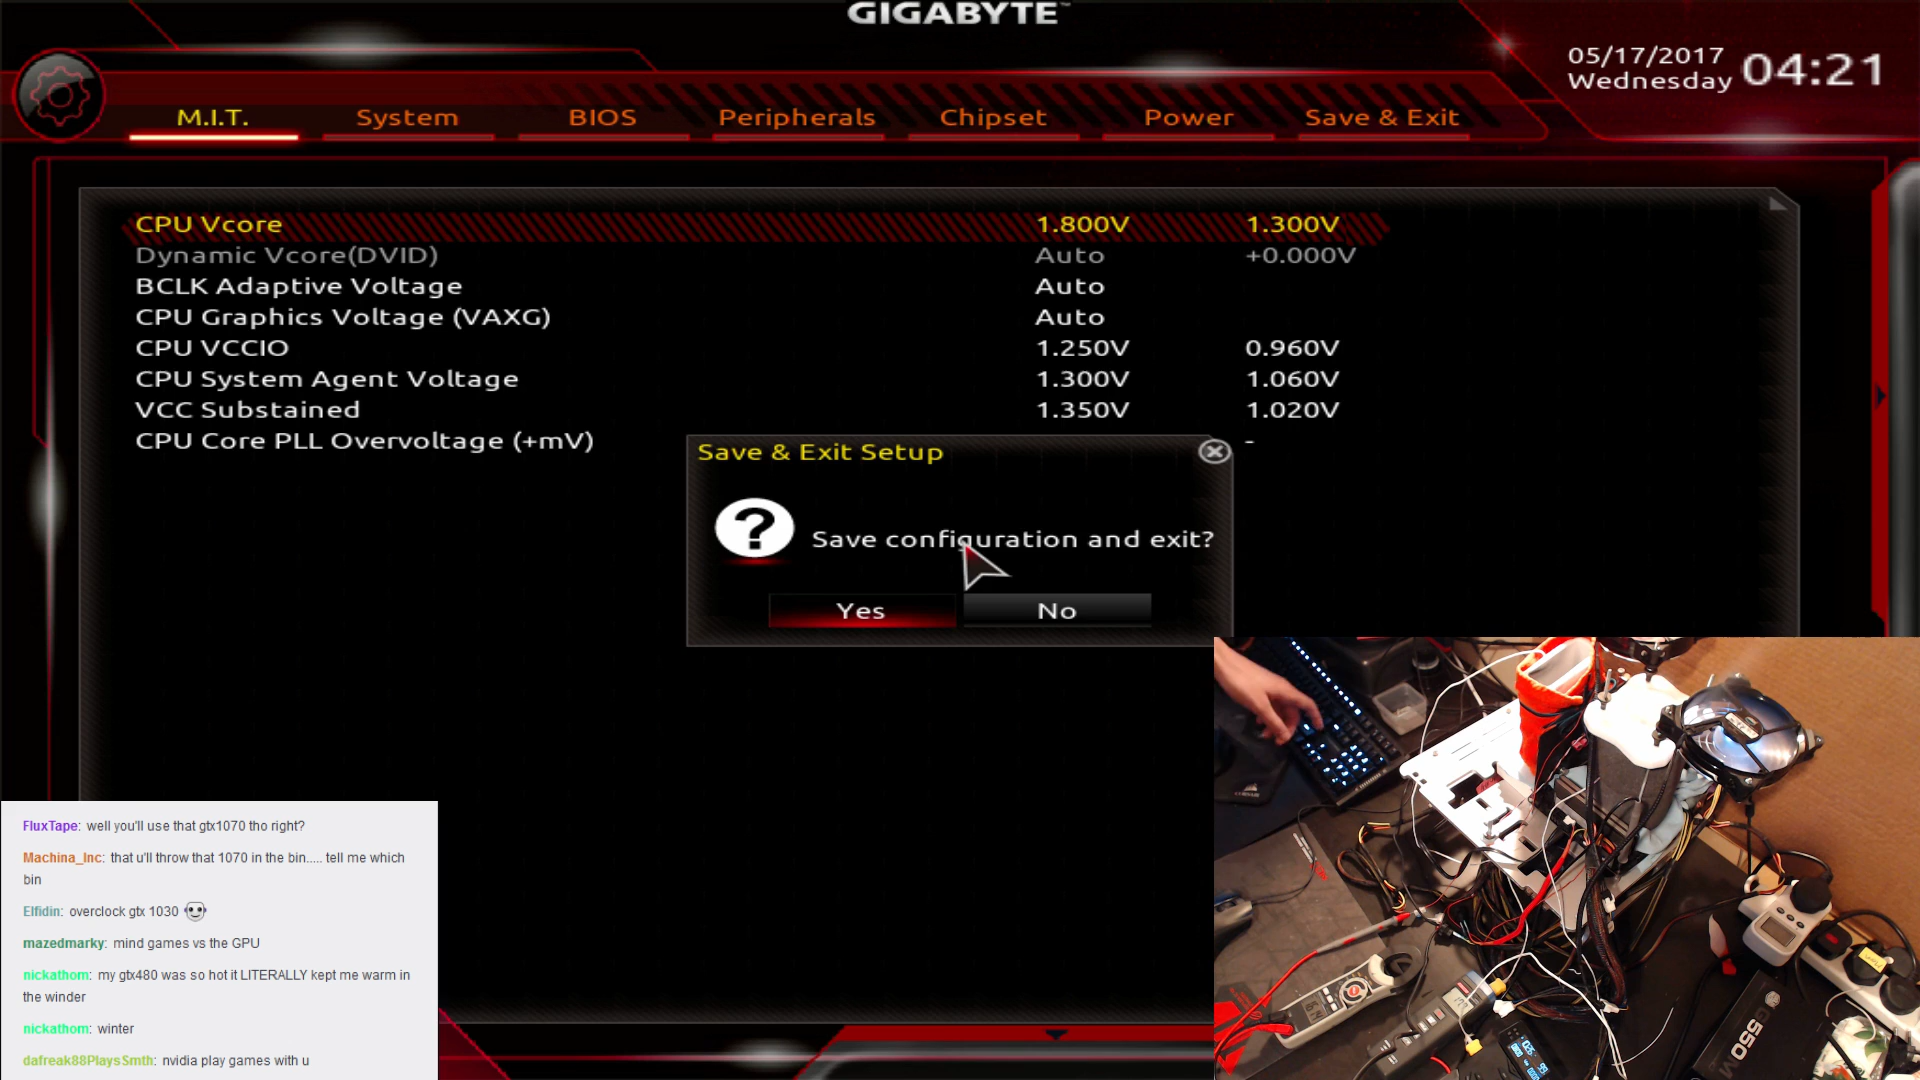 GIGABYTE™
05/17/2017
Wednesday
04:21
M.I.T.
System
BIOS
Peripherals
Chipset
Power
Save & Exit
CPU Vcore 1.800V 1.300V
Dynamic Vcore(DVID) Auto +0.000V
BCLK Adaptive Voltage Auto
CPU Graphics Voltage (VAXG) Auto
CPU VCCIO 1.250V 0.960V
CPU System Agent Voltage 1.300V 1.060V
VCC Substained 1.350V 1.020V
CPU Core PLL Overvoltage (+mV) -
Save & Exit Setup
?
Save configuration and exit?
Yes
No
FluxTape: well you'll use that gtx1070 tho right?
Machina_Inc: that u'll throw that 1070 in the bin..... tell me which
bin
Elfidin: overclock gtx 1030
mazedmarky: mind games vs the GPU
nickathom: my gtx480 was so hot it LITERALLY kept me warm in
the winder
nickathom: winter
dafreak88PlaysSmth: nvidia play games with u
G550M